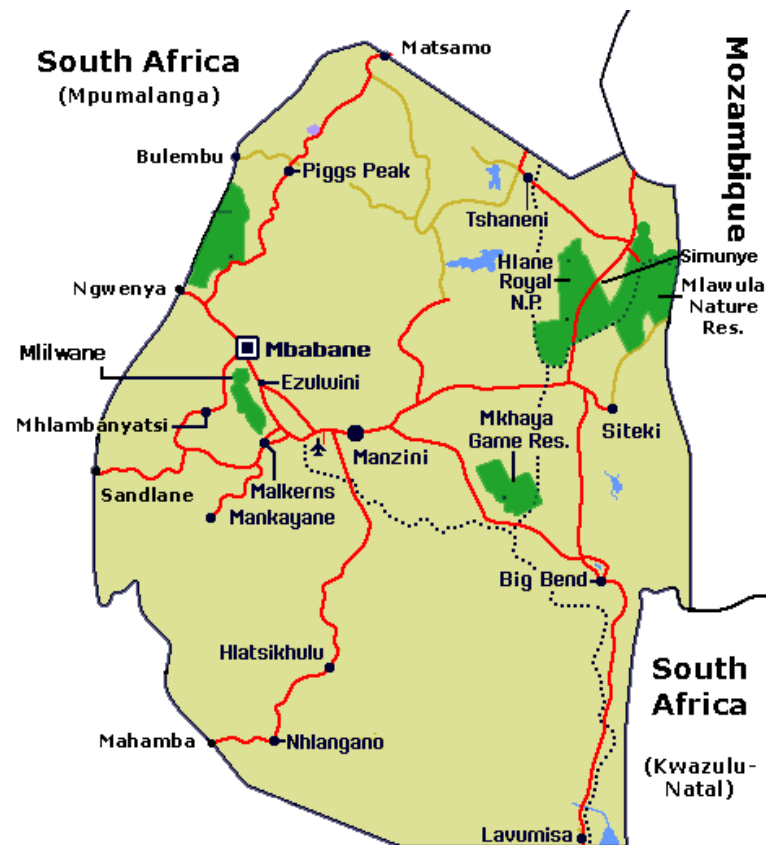 Matsamo
South Africa
(Mpumalanga)
Mozambique
Bulembu
Piggs Peak
Tshaneni
Hlane
Royal
N.P.
Simunye
Mlawula
Nature
Res.
Ngwenya
Mlilwane
Mbabane
Ezulwini
Mhlambanyatsi
Mkhaya
Game Res.
Siteki
Manzini
Sandlane
Malkerns
Mankayane
Big Bend
Hlatsikhulu
South
Africa
(Kwazulu-
Natal)
Mahamba
Nhlangano
Lavumisa